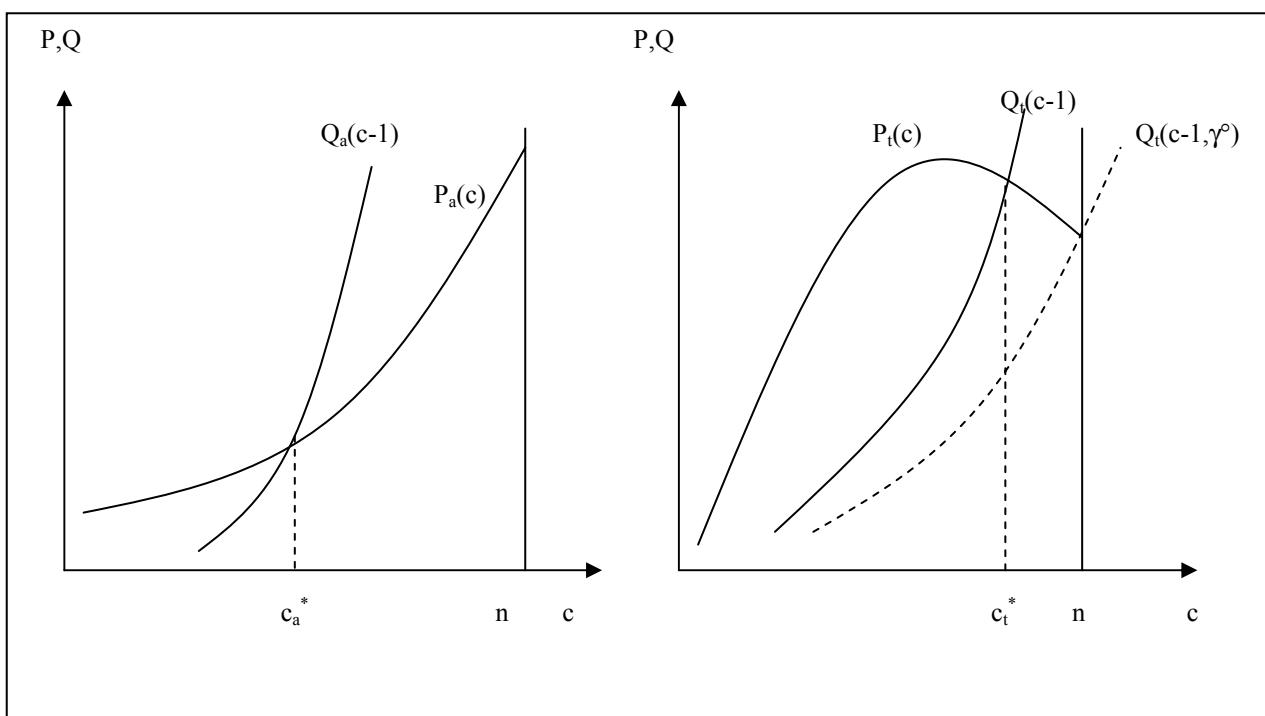 P,Q
Q_a(c-1)
P_a(c)
c_a^*
n
c
P,Q
P_t(c)
Q_t(c-1)
Q_t(c-1,γ°)
c_t^*
n
c